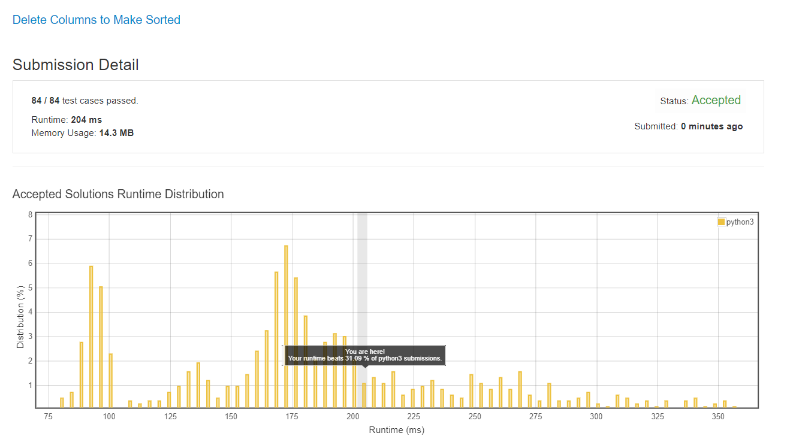 Delete Columns to Make Sorted
Submission Detail
84 / 84 test cases passed.
Status: Accepted
Runtime: 204 ms
Memory Usage: 14.3 MB
Submitted: 0 minutes ago
Accepted Solutions Runtime Distribution
8
python3
7
6
5
4
3
2
1
Distribution (%)
You are here!
Your runtime beats 31.09 % of python3 submissions.
75 100 125 150 175 200 225 250 275 300 325 350
Runtime (ms)